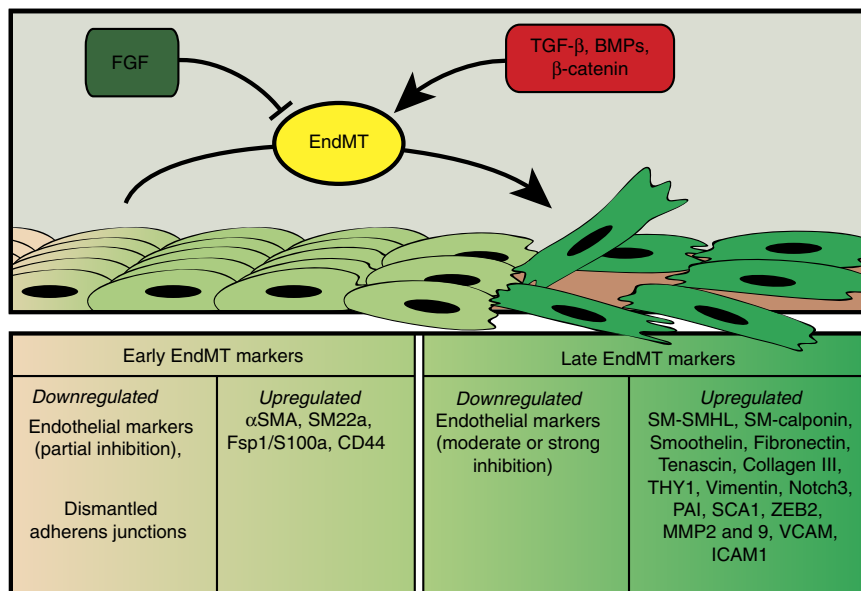 FGF
TGF-β, BMPs,
β-catenin
EndMT
Early EndMT markers
Downregulated
Endothelial markers
(partial inhibition),
Dismantled
adherens junctions
Upregulated
αSMA, SM22a,
Fsp1/S100a, CD44
Late EndMT markers
Downregulated
Endothelial markers
(moderate or strong
inhibition)
Upregulated
SM-SMHL, SM-calponin,
Smoothelin, Fibronectin,
Tenascin, Collagen III,
THY1, Vimentin, Notch3,
PAI, SCA1, ZEB2,
MMP2 and 9, VCAM,
ICAM1